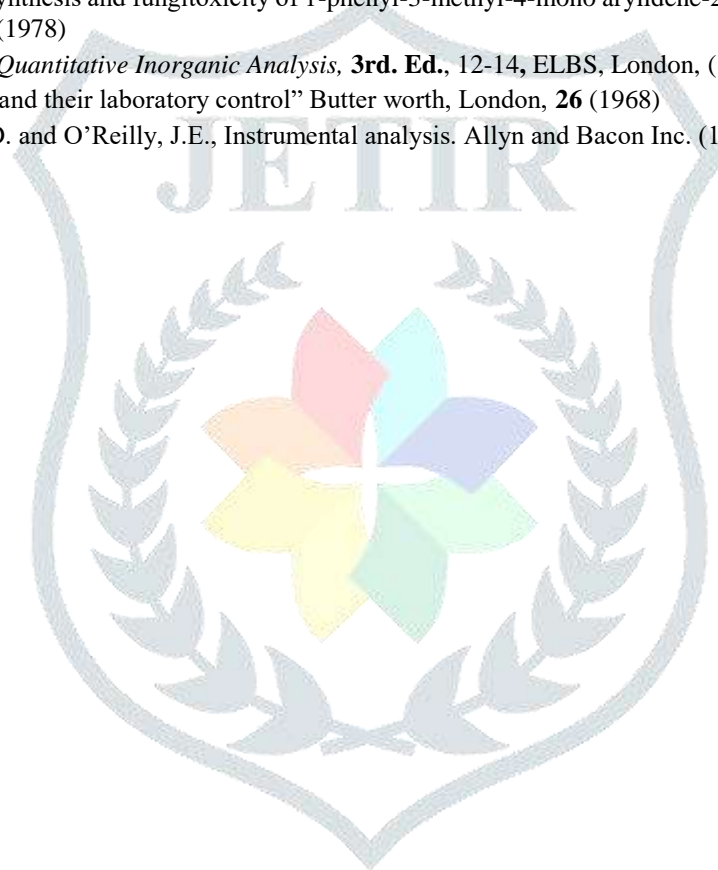 ynthesis and fungitoxicity of 1-phenyl-3-methyl-4-mono arylidene-2
(1978)
Quantitative Inorganic Analysis, 3rd. Ed., 12-14, ELBS, London, (
and their laboratory control” Butter worth, London, 26 (1968)
. and O’Reilly, J.E., Instrumental analysis. Allyn and Bacon Inc. (1
JETIR